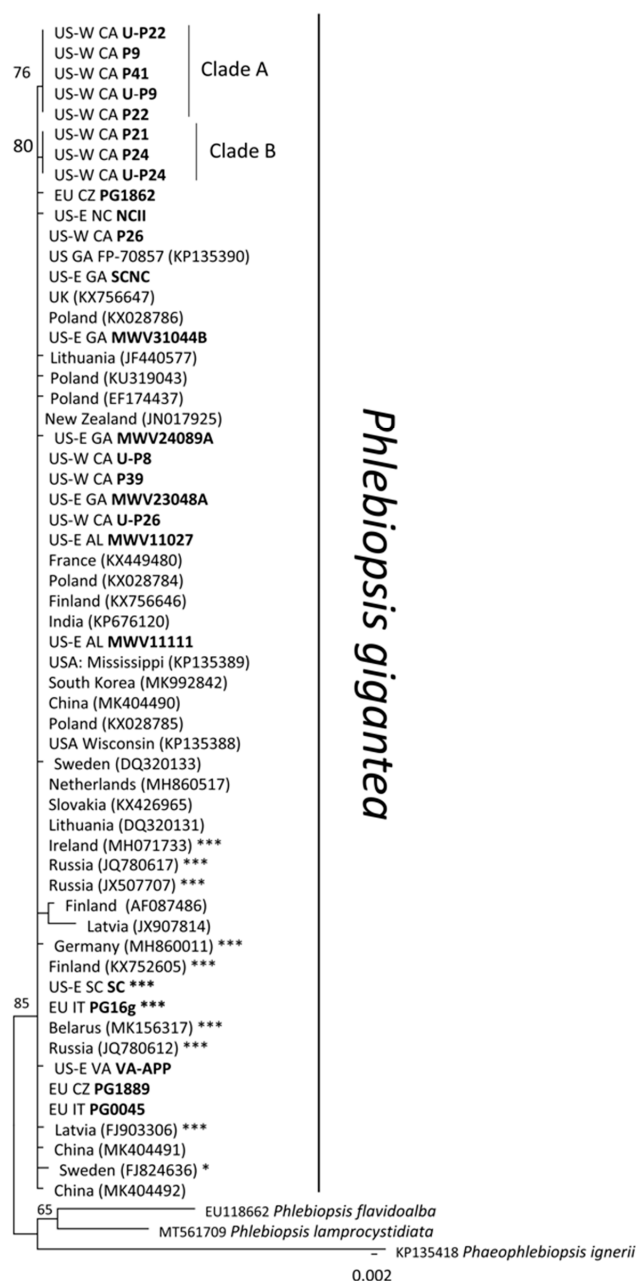 US-W CA U-P22
US-W CA P9
76
US-W CA P41
Clade A
US-W CA U-P9
US-W CA P22
US-W CA P21
80
US-W CA P24
Clade B
US-W CA U-P24
EU CZ PG1862
US-E NC NCII
US-W CA P26
US GA FP-70857 (KP135390)
US-E GA SCNC
UK (KX756647)
Poland (KX028786)
US-E GA MWV31044B
Lithuania (JF440577)
Poland (KU319043)
Poland (EF174437)
New Zealand (JN017925)
US-E GA MWV24089A
US-W CA U-P8
US-W CA P39
US-E GA MWV23048A
US-W CA U-P26
US-E AL MWV11027
France (KX449480)
Poland (KX028784)
Finland (KX756646)
India (KP676120)
US-E AL MWV11111
USA: Mississippi (KP135389)
South Korea (MK992842)
China (MK404490)
Poland (KX028785)
USA Wisconsin (KP135388)
Sweden (DQ320133)
Netherlands (MH860517)
Slovakia (KX426965)
Lithuania (DQ320131)
Ireland (MH071733) ***
Russia (JQ780617) ***
Russia (JX507707) ***
Finland (AF087486)
Latvia (JX907814)
Germany (MH860011) ***
Finland (KX752605) ***
US-E SC SC ***
85
EU IT PG16g ***
Belarus (MK156317) ***
Russia (JQ780612) ***
US-E VA VA-APP
EU CZ PG1889
EU IT PG0045
Latvia (FJ903306) ***
China (MK404491)
Sweden (FJ824636) *
China (MK404492)
Phlebiopsis gigantea
65
EU118662 Phlebiopsis flavidoalba
MT561709 Phlebiopsis lamprocystidiata
KP135418 Phaeophlebiopsis ignerii
0.002